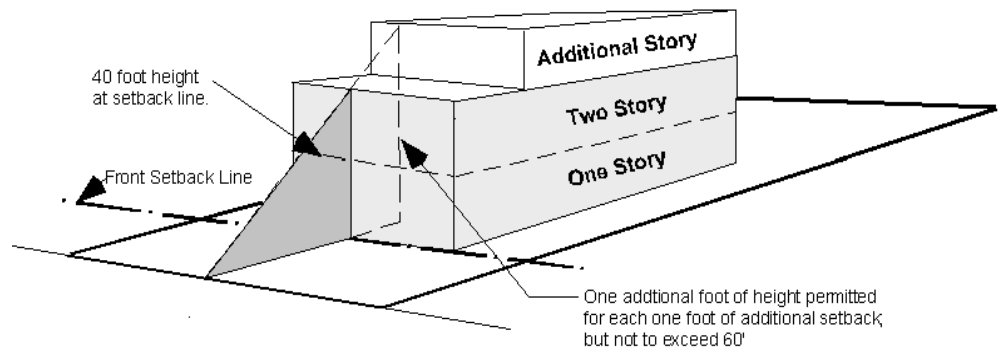 Additional Story
40 foot height
at setback line.
Two Story
One Story
Front Setback Line
One addtional foot of height permitted
for each one foot of additional setback,
but not to exceed 60'